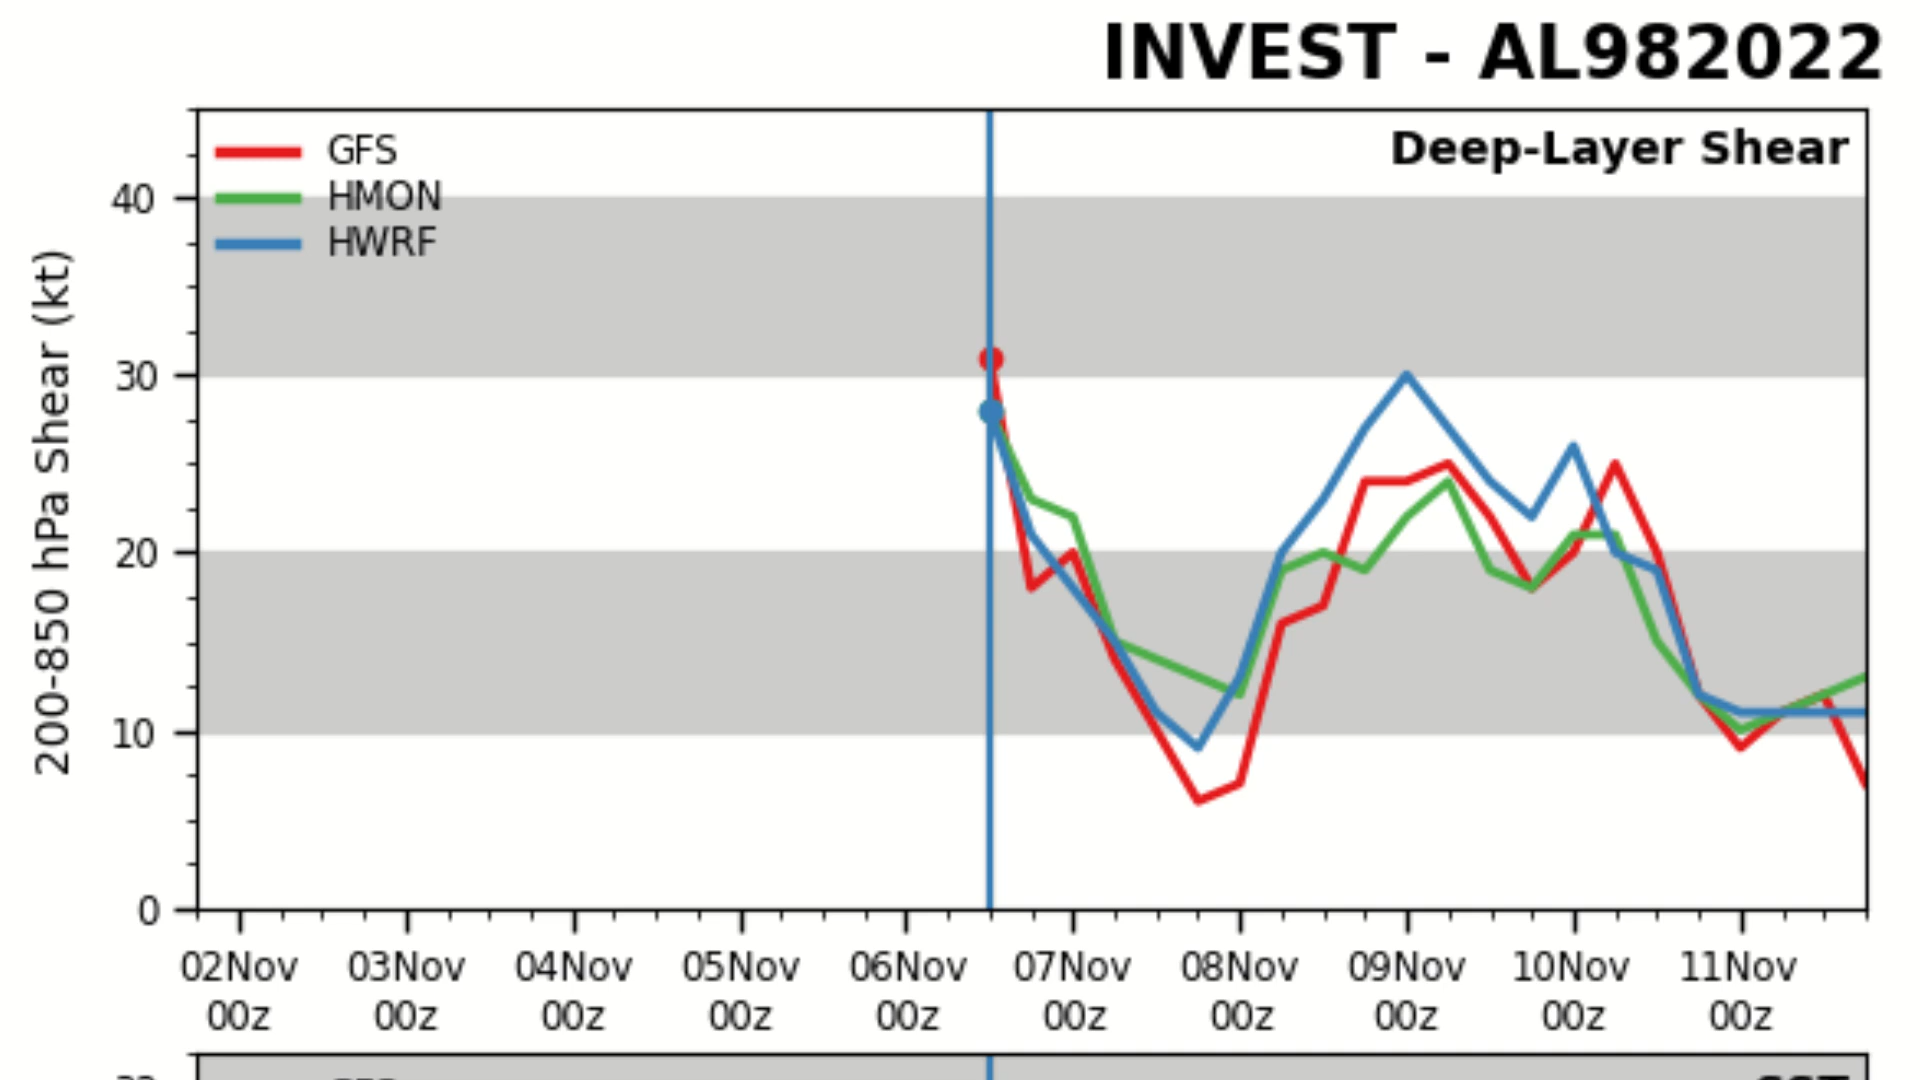 INVEST - AL982022
Deep-Layer Shear
GFS
HMON
HWRF
200-850 hPa Shear (kt)
40
30
20
10
0
02Nov 03Nov 04Nov 05Nov 06Nov 07Nov 08Nov 09Nov 10Nov 11Nov
00z 00z 00z 00z 00z 00z 00z 00z 00z 00z